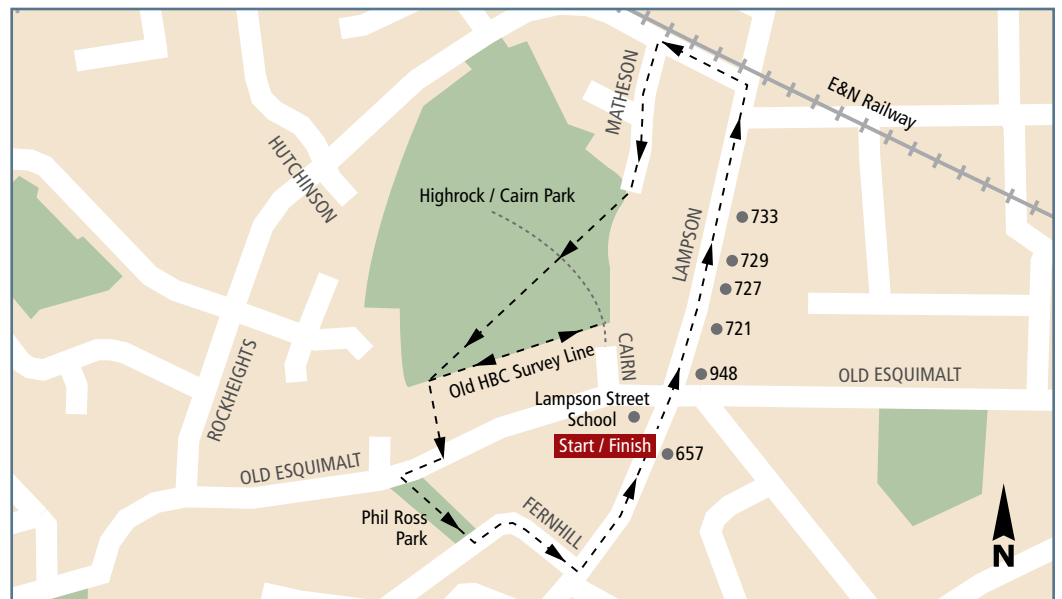 MATHESON
E&N Railway
HUTCHINSON
Highrock / Cairn Park
LAMPSON
733
729
727
721
ROCKHEIGHTS
Old HBC Survey Line
CAIRN
948
OLD ESQUIMALT
Lampson Street
School
Start / Finish
657
OLD ESQUIMALT
Phil Ross
Park
FERNHILL
N